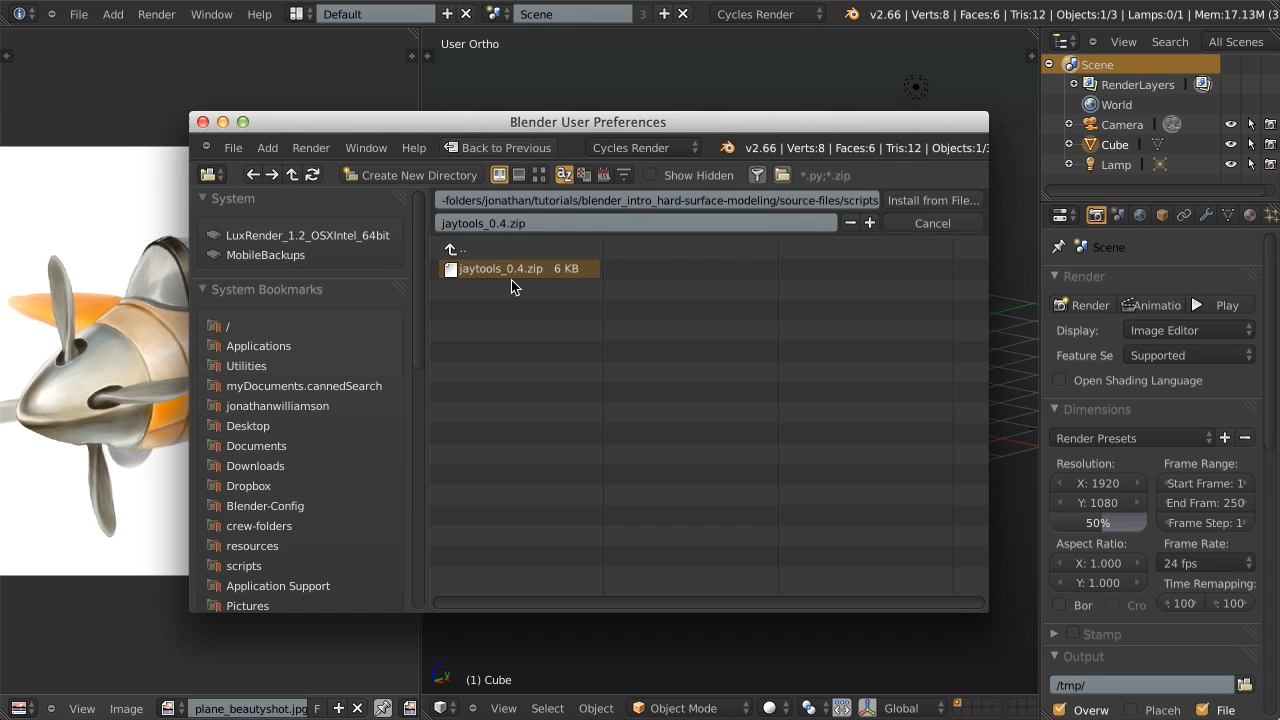 File Add Render Window Help Default Scene 3 Cycles Render v2.66 | Verts:8 | Faces:6 | Tris:12 | Objects:1/3 | Lamps:0/1 | Mem:17.13M (3
User Ortho
View Search All Scenes
Scene
RenderLayers
World
Camera
Cube
Lamp
Blender User Preferences
File Add Render Window Help Back to Previous Cycles Render v2.66 | Verts:8 | Faces:6 | Tris:12 | Objects:1/3
Create New Directory Show Hidden *.py;*.zip
System
LuxRender_1.2_OSXIntel_64bit
MobileBackups
System Bookmarks
/
Applications
Utilities
myDocuments.cannedSearch
jonathanwilliamson
Desktop
Documents
Downloads
Dropbox
Blender-Config
crew-folders
resources
scripts
Application Support
Pictures
-folders/jonathan/tutorials/blender_intro_hard-surface-modeling/source-files/scripts Install from File...
jaytools_0.4.zip Cancel
..
jaytools_0.4.zip 6 KB
Scene
Render
Render Animatio Play
Display: Image Editor
Feature Se Supported
Open Shading Language
Dimensions
Render Presets
Resolution: Frame Range:
X: 1920 Start Frame: 1
Y: 1080 End Fram: 250
50% Frame Step: 1
Aspect Ratio: Frame Rate:
X: 1.000 24 fps
Y: 1.000 Time Remapping:
Bor Cro : 100 : 100
Stamp
Output
/tmp/
Overw Placeh File
(1) Cube
View Image plane_beautyshot.jpg F
View Select Object Object Mode Global